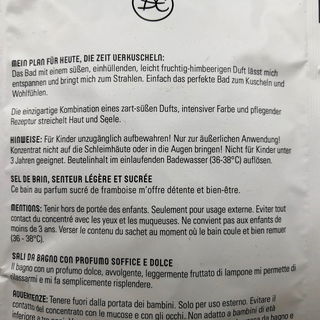 MEIN PLAN FÜR HEUTE, DIE ZEIT VERKUSCHELN:
Das Bad mit einem süßen, einhüllenden, leicht fruchtig-himbeerigen Duft lässt mich
entspannen und bringt mich zum Strahlen. Einfach das perfekte Bad zum Kuscheln und
Wohlfühlen.
Die einzigartige Kombination eines zart-süßen Dufts, intensiver Farbe und pflegender
Rezeptur streichelt Haut und Seele.
HINWEISE: Für Kinder unzugänglich aufbewahren! Nur zur äußerlichen Anwendung!
Konzentrat nicht auf die Schleimhäute oder in die Augen bringen! Nicht für Kinder unter
3 Jahren geeignet. Beutelinhalt im einlaufenden Badewasser (36-38°C) auflösen.
SEL DE BAIN, SENTEUR LÉGÈRE ET SUCRÉE
Ce bain au parfum sucré de framboise m'offre détente et bien-être.
MENTIONS: Tenir hors de portée des enfants. Seulement pour usage externe. Eviter tout
contact du concentré avec les yeux et les muqueuses. Ne convient pas aux enfants de
moins de 3 ans. Verser le contenu du sachet au moment où le bain coule et bien remuer
(36 - 38°C).
SALI DA BAGNO CON PROFUMO SOFFICE E DOLCE
Il bagno con un profumo dolce, avvolgente, leggermente fruttato di lampone mi permette di
rilassarmi e mi fa semplicemente risplendere.
AVVERTENZE: Tenere fuori dalla portata dei bambini. Solo per uso esterno. Evitare il
contatto del concentrato con le mucose e con gli occhi. Non adatto a bambini di età
inferiore a tre anni.